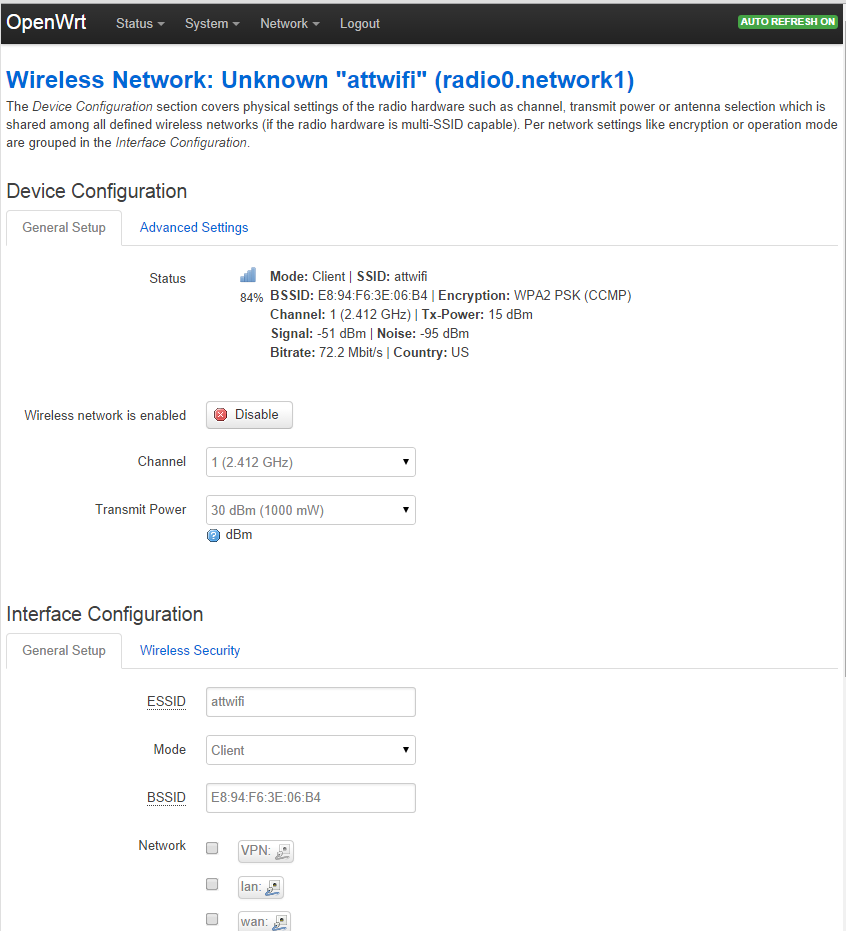 OpenWrt Status System Network Logout AUTO REFRESH ON
Wireless Network: Unknown "attwifi" (radio0.network1)
The Device Configuration section covers physical settings of the radio hardware such as channel, transmit power or antenna selection which is
shared among all defined wireless networks (if the radio hardware is multi-SSID capable). Per network settings like encryption or operation mode
are grouped in the Interface Configuration.
Device Configuration
General Setup Advanced Settings
Status
84%
Mode: Client | SSID: attwifi
BSSID: E8:94:F6:3E:06:B4 | Encryption: WPA2 PSK (CCMP)
Channel: 1 (2.412 GHz) | Tx-Power: 15 dBm
Signal: -51 dBm | Noise: -95 dBm
Bitrate: 72.2 Mbit/s | Country: US
Wireless network is enabled Disable
Channel 1 (2.412 GHz)
Transmit Power 30 dBm (1000 mW)
dBm
Interface Configuration
General Setup Wireless Security
ESSID attwifi
Mode Client
BSSID E8:94:F6:3E:06:B4
Network VPN:
lan:
wan: